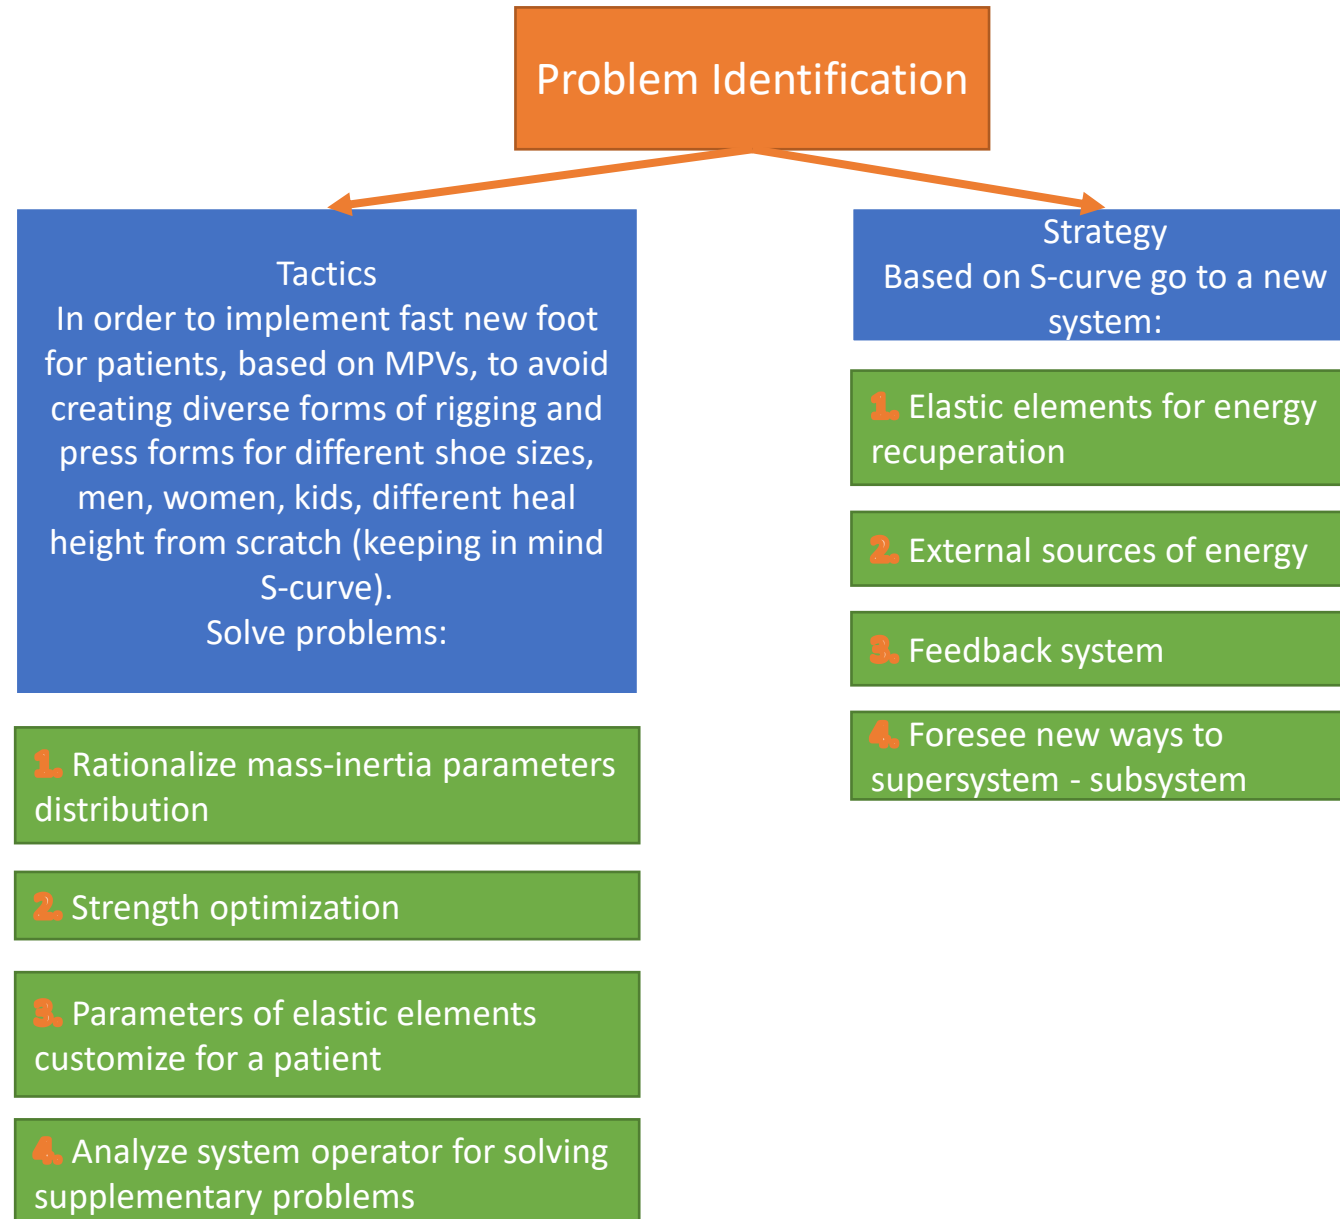 Problem Identification
Tactics
In order to implement fast new foot
for patients, based on MPVs, to avoid
creating diverse forms of rigging and
press forms for different shoe sizes,
men, women, kids, different heal
height from scratch (keeping in mind
S-curve).
Solve problems:
1. Rationalize mass-inertia parameters
distribution
2. Strength optimization
3. Parameters of elastic elements
customize for a patient
4. Analyze system operator for solving
supplementary problems
Strategy
Based on S-curve go to a new
system:
1. Elastic elements for energy
recuperation
2. External sources of energy
3. Feedback system
4. Foresee new ways to
supersystem - subsystem